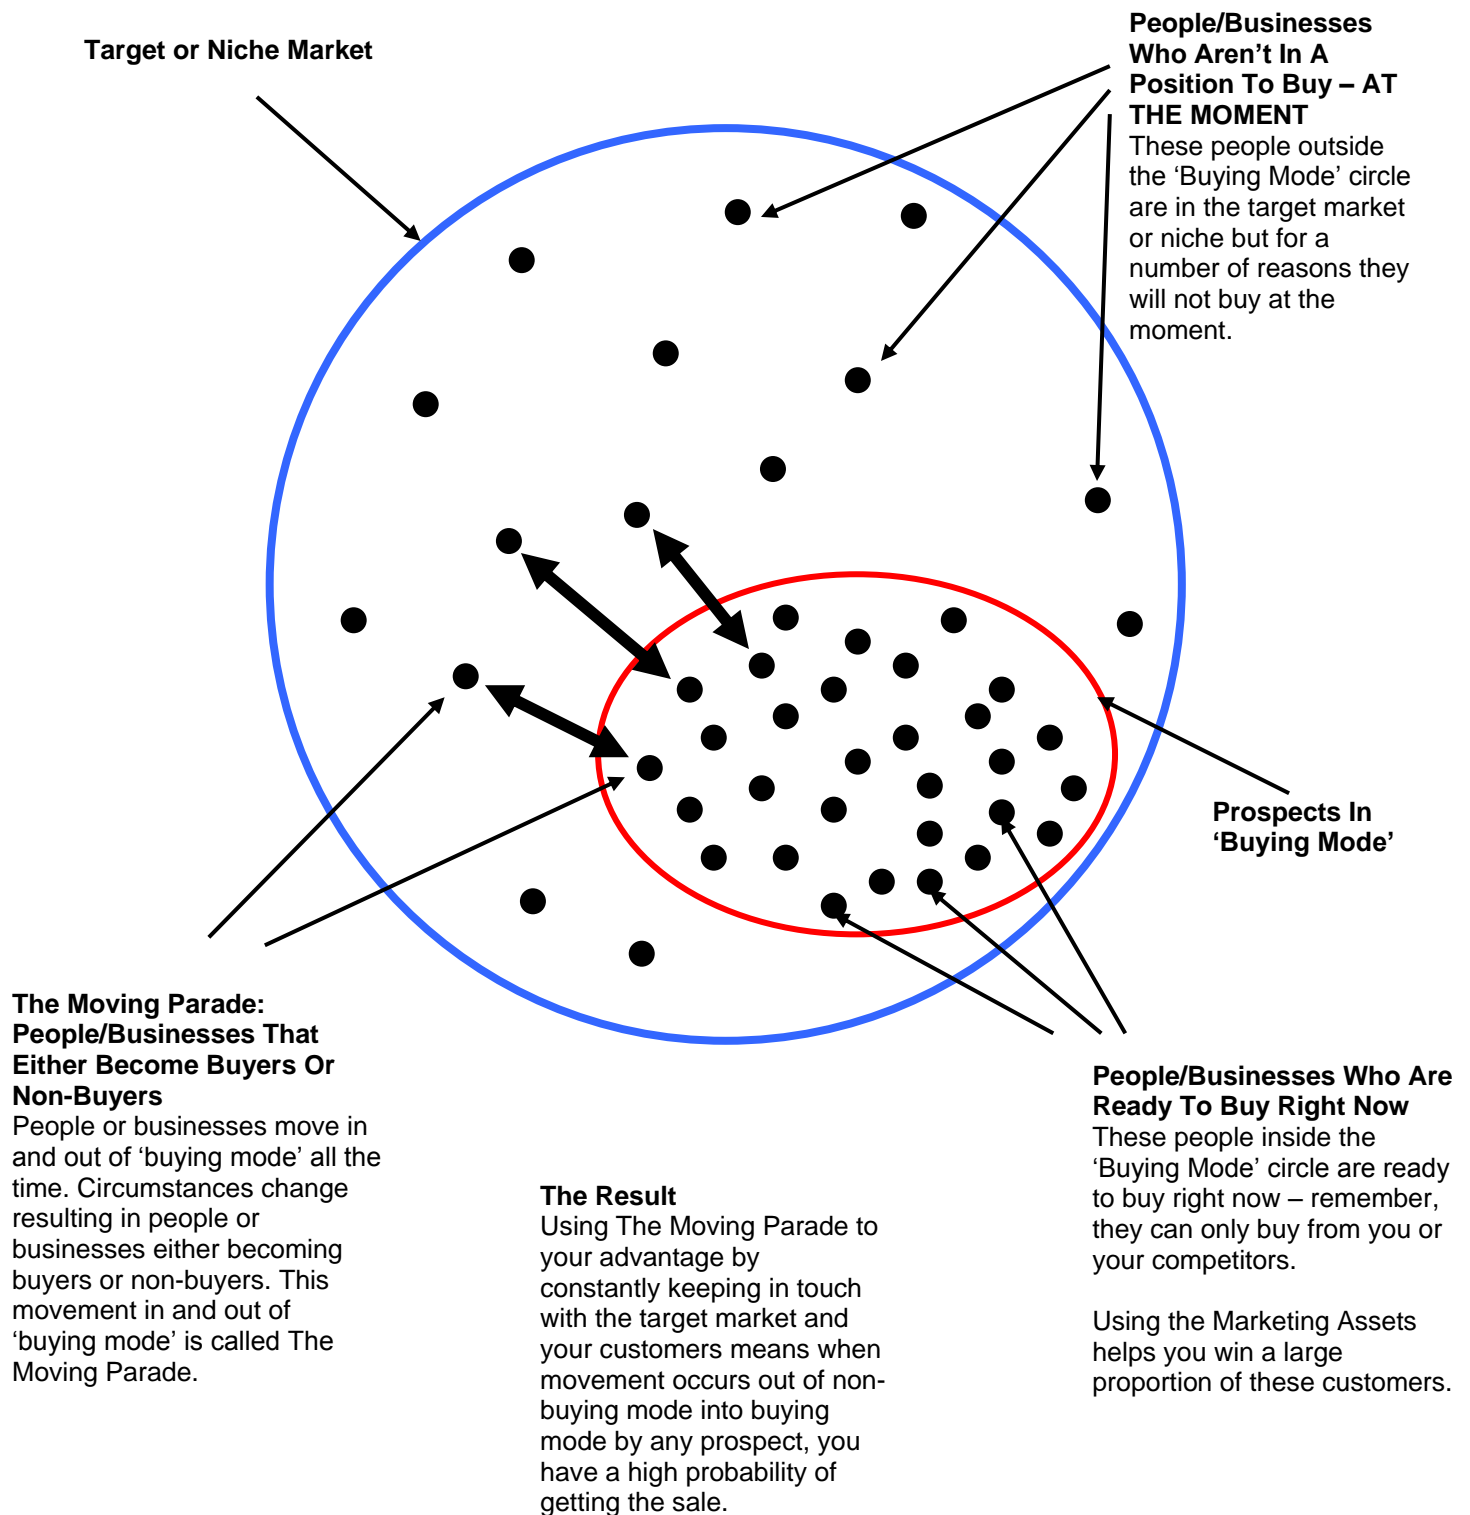 Target or Niche Market
People/Businesses
Who Aren’t In A
Position To Buy – AT
THE MOMENT
These people outside
the ‘Buying Mode’ circle
are in the target market
or niche but for a
number of reasons they
will not buy at the
moment.
Prospects In
‘Buying Mode’
The Moving Parade:
People/Businesses That
Either Become Buyers Or
Non-Buyers
People or businesses move in
and out of ‘buying mode’ all the
time. Circumstances change
resulting in people or
businesses either becoming
buyers or non-buyers. This
movement in and out of
‘buying mode’ is called The
Moving Parade.
The Result
Using The Moving Parade to
your advantage by
constantly keeping in touch
with the target market and
your customers means when
movement occurs out of non-
buying mode into buying
mode by any prospect, you
have a high probability of
getting the sale.
People/Businesses Who Are
Ready To Buy Right Now
These people inside the
‘Buying Mode’ circle are ready
to buy right now – remember,
they can only buy from you or
your competitors.
Using the Marketing Assets
helps you win a large
proportion of these customers.